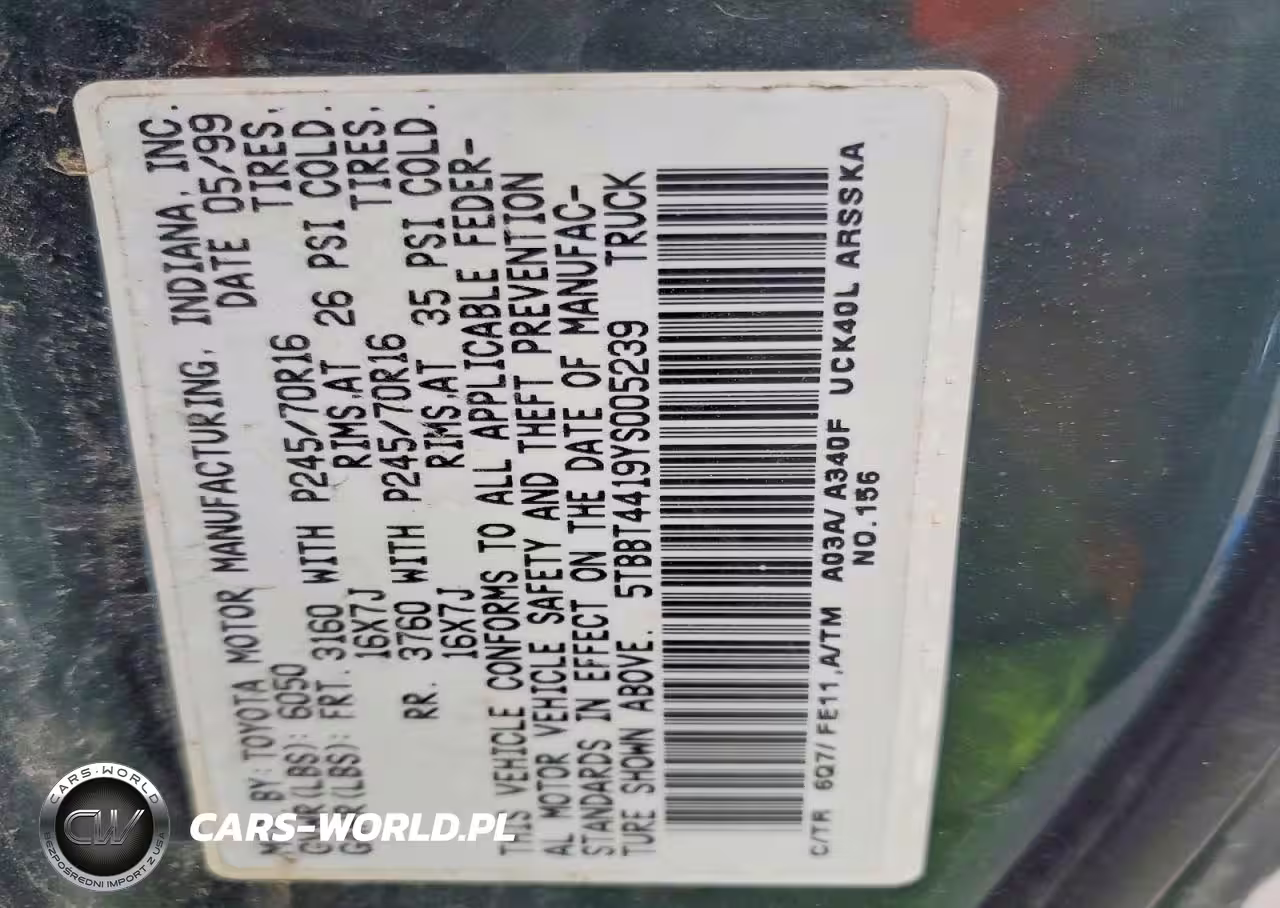 MFD BY: TOYOTA MOTOR MANUFACTURING, INDIANA, INC.
GVWR(LBS): 6050 DATE 05/99
GAWR(LBS): FRT. 3160 WITH P245/70R16 TIRES,
16X7J RIMS,AT 26 PSI COLD.
RR. 3760 WITH P245/70R16 TIRES,
16X7J RIMS,AT 35 PSI COLD.
THIS VEHICLE CONFORMS TO ALL APPLICABLE FEDER-
AL MOTOR VEHICLE SAFETY AND THEFT PREVENTION
STANDARDS IN EFFECT ON THE DATE OF MANUFAC-
TURE SHOWN ABOVE. 5TBBT4419YS005239 TRUCK
C/TR 6Q7/FE11,A/TM A03A/A340F UCK40L ARSSKA
NO.156
CARS-WORLD
CW
BEZPOŚREDNI IMPORT Z USA
CARS-WORLD.PL